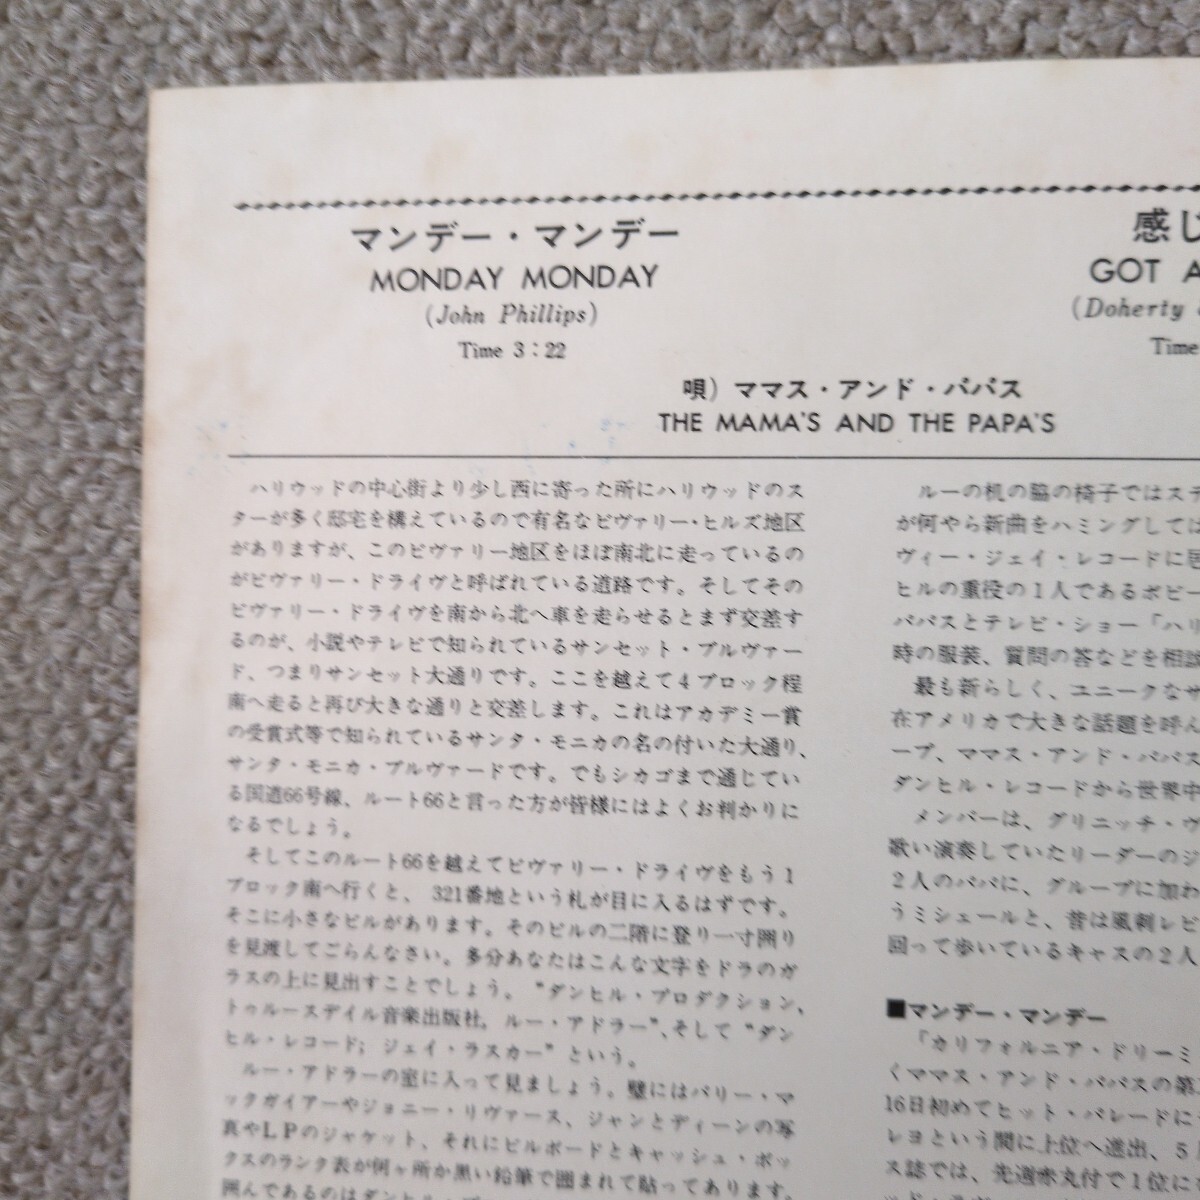 マンデー・マンデー
MONDAY MONDAY
(John Phillips)
Time 3:22
感じ
GOT A
(Doherty
Time
唄) ママス・アンド・パパス
THE MAMA'S AND THE PAPA'S
ハリウッドの中心街より少し西に寄った所にハリウッドのス
ターが多く邸宅を構えているので有名なビヴァリー・ヒルズ地区
がありますが、このビヴァリー地区をほぼ南北に走っているの
がビヴァリー・ドライヴと呼ばれている道路です。そしてその
ビヴァリー・ドライヴを南から北へ車を走らせるとまず交差す
るのが、小説やテレビで知られているサンセット・ブルヴァー
ド、つまりサンセット大通りです。ここを越えて4ブロック程
南へ走ると再び大きな通りと交差します。これはアカデミー賞
の受賞式等で知られているサンタ・モニカの名の付いた大通り、
サンタ・モニカ・ブルヴァードです。でもシカゴまで通じてい
る国道66号線、ルート66と言った方が皆様にはよくお判かりに
なるでしょう。
そしてこのルート66を越えてビヴァリー・ドライヴをもう1
ブロック南へ行くと、321番地という札が目に入るはずです。
そこに小さなビルがあります。そのビルの二階に登り一寸囲り
を見渡してごらんなさい。多分あなたはこんな文字をドラのガ
ラスの上に見出すことでしょう。“ダンヒル・プロダクション、
トゥルースデイル音楽出版社, ルー・アドラー”、そして“ダン
ヒル・レコード; ジェイ・ラスカー”という。
ルー・アドラーの室に入って見ましょう。壁にはバリー・マ
ックガイアーやジョニー・リヴァース、ジャンとディーンの写
真やLPのジャケット、それにビルボードとキャッシュ・ボッ
クスのランク表が何ヶ所か黒い鉛筆で囲まれて貼ってあります。
囲んであるのはダンヒル・
ルーの机の脇の椅子ではステ
が何やら新曲をハミングしては
ヴィー・ジェイ・レコードに居
ヒルの重役の1人であるボビー
パパスとテレビ・ショー「ハリ
時の服装、質問の答などを相談
最も新らしく、ユニークなサ
在アメリカで大きな話題を呼ん
ープ、ママス・アンド・パパス
ダンヒル・レコードから世界中
メンバーは、グリニッチ・ヴ
歌い演奏していたリーダーのジ
2人のパパに、グループに加わ
うミシェールと、昔は風刺レビ
回って歩いているキャスの2人
■マンデー・マンデー
「カリフォルニア・ドリーミ
くママス・アンド・パパスの第
16日初めてヒット・パレードに
レヨという間に上位へ進出、5
ス誌では、先週赤丸付で1位に